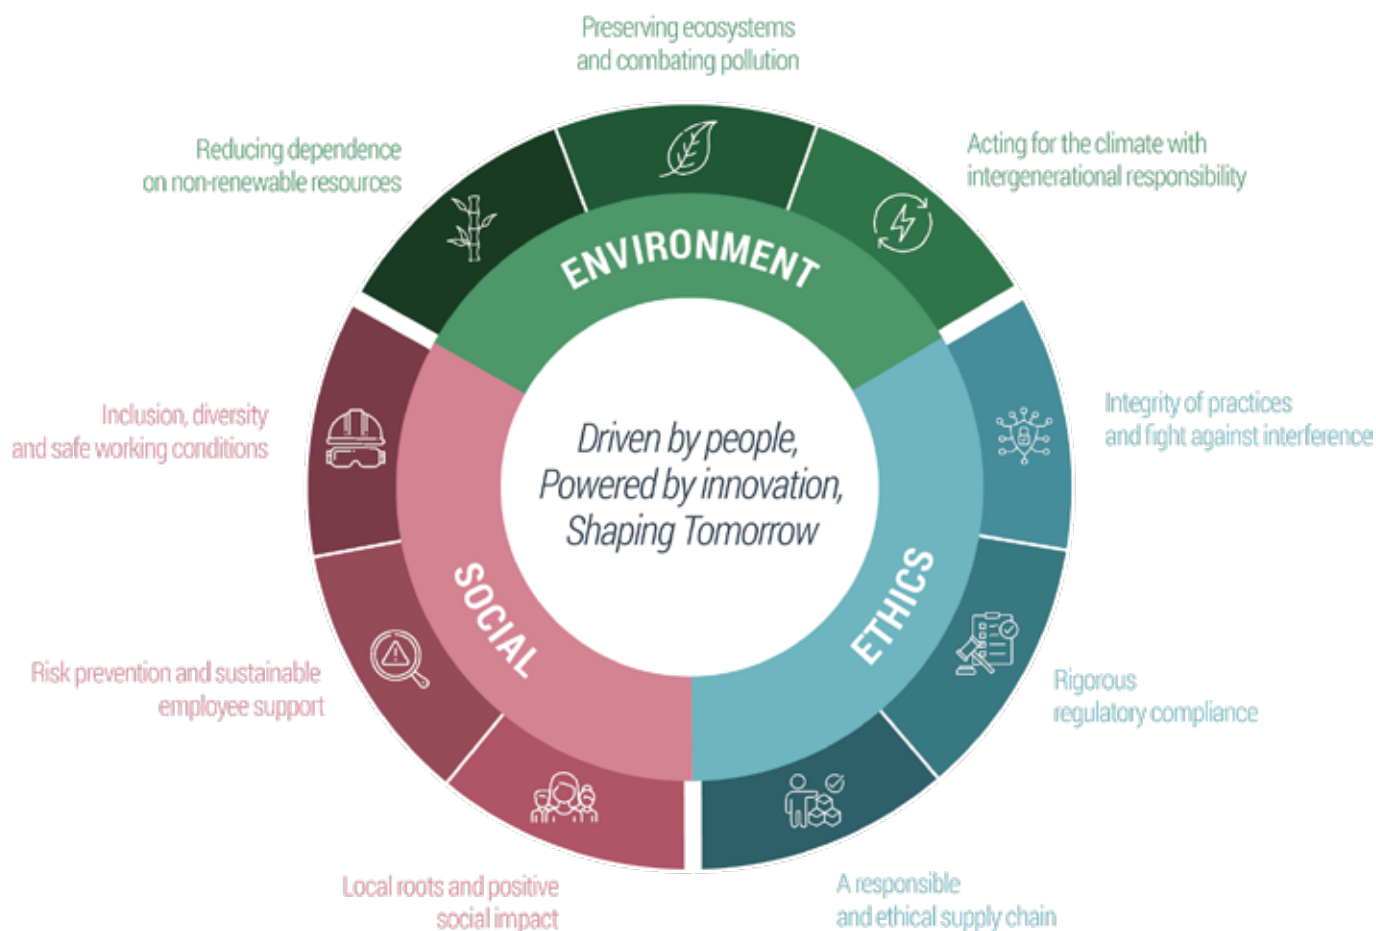 Preserving ecosystems
and combating pollution
Reducing dependence
on non-renewable resources
Acting for the climate with
intergenerational responsibility
ENVIRONMENT
Inclusion, diversity
and safe working conditions
Integrity of practices
and fight against interference
Driven by people,
Powered by innovation,
Shaping Tomorrow
SOCIAL
ETHICS
Risk prevention and sustainable
employee support
Rigorous
regulatory compliance
Local roots and positive
social impact
A responsible
and ethical supply chain